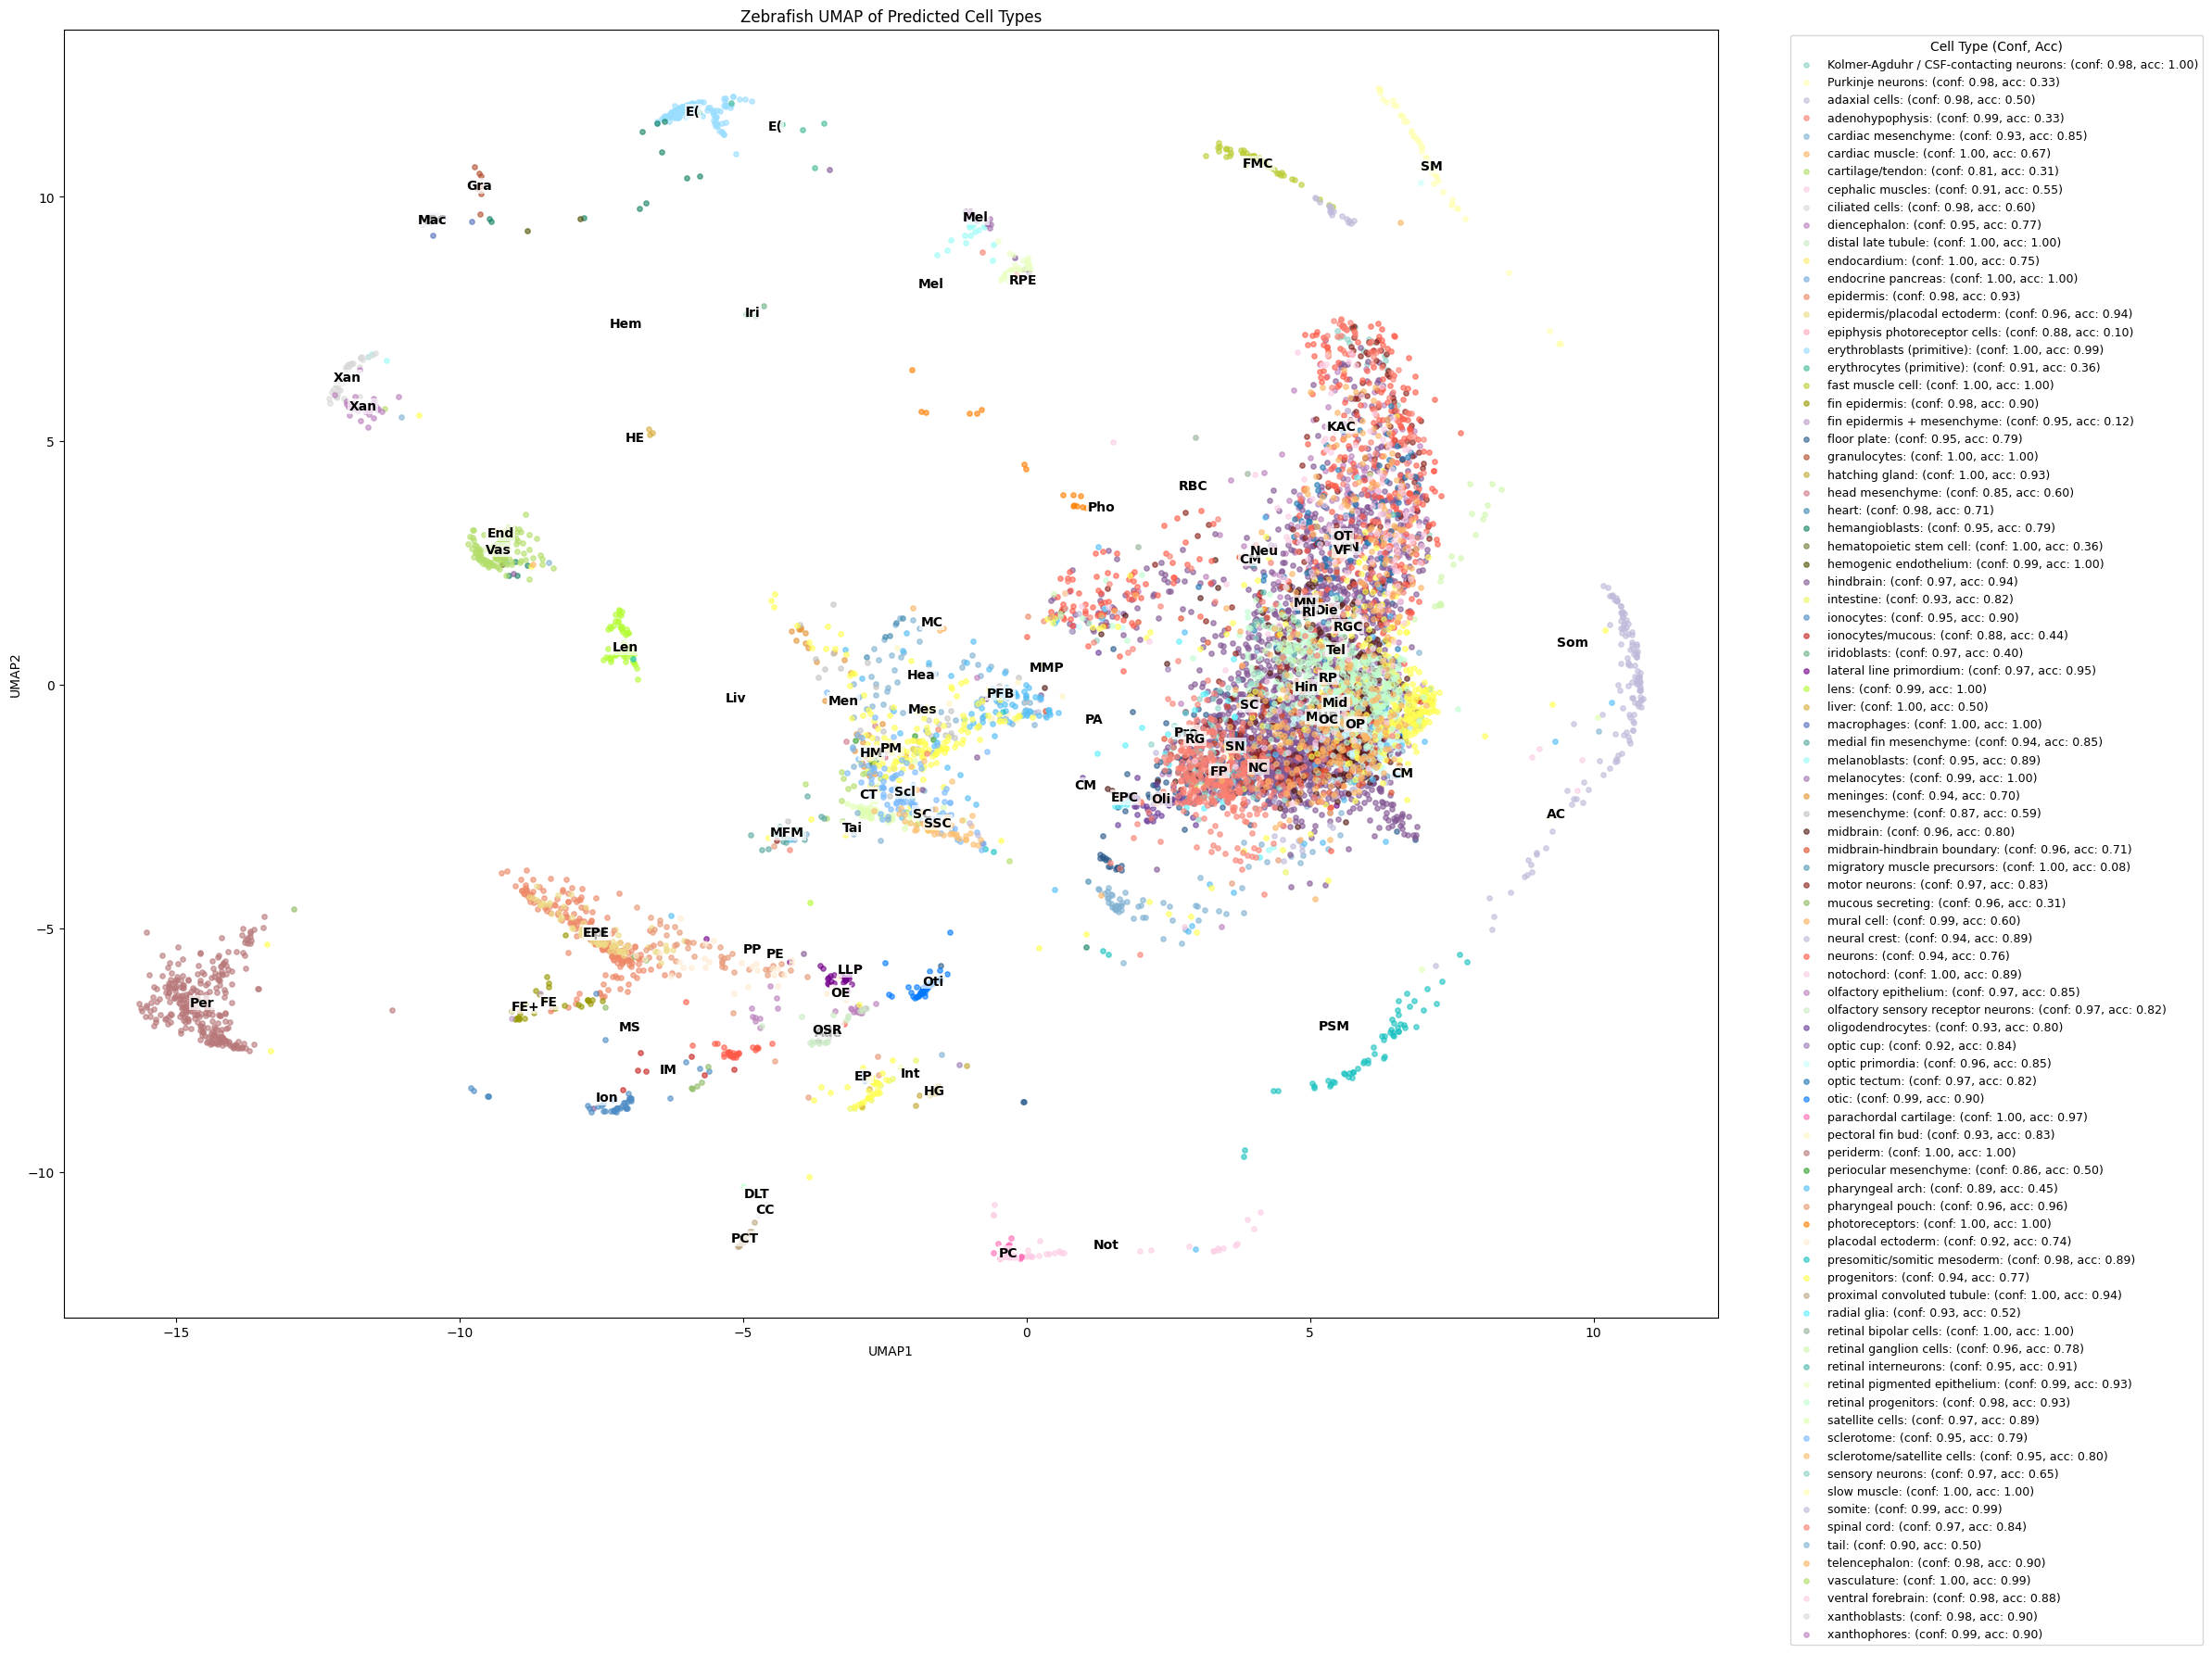 Zebrafish UMAP of Predicted Cell Types
Cell Type (Conf, Acc)
Kolmer-Agduhr / CSF-contacting neurons: (conf: 0.98, acc: 1.00)
Purkinje neurons: (conf: 0.98, acc: 0.33)
adaxial cells: (conf: 0.98, acc: 0.50)
adenohypophysis: (conf: 0.99, acc: 0.33)
cardiac mesenchyme: (conf: 0.93, acc: 0.85)
cardiac muscle: (conf: 1.00, acc: 0.67)
cartilage/tendon: (conf: 0.81, acc: 0.31)
cephalic muscles: (conf: 0.91, acc: 0.55)
ciliated cells: (conf: 0.98, acc: 0.60)
diencephalon: (conf: 0.95, acc: 0.77)
distal late tubule: (conf: 1.00, acc: 1.00)
endocardium: (conf: 1.00, acc: 0.75)
endocrine pancreas: (conf: 1.00, acc: 1.00)
epidermis: (conf: 0.98, acc: 0.93)
epidermis/placodal ectoderm: (conf: 0.96, acc: 0.94)
epiphysis photoreceptor cells: (conf: 0.88, acc: 0.10)
erythroblasts (primitive): (conf: 1.00, acc: 0.99)
erythrocytes (primitive): (conf: 0.91, acc: 0.36)
fast muscle cell: (conf: 1.00, acc: 1.00)
fin epidermis: (conf: 0.98, acc: 0.90)
fin epidermis + mesenchyme: (conf: 0.95, acc: 0.12)
floor plate: (conf: 0.95, acc: 0.79)
granulocytes: (conf: 1.00, acc: 1.00)
hatching gland: (conf: 1.00, acc: 0.93)
head mesenchyme: (conf: 0.85, acc: 0.60)
heart: (conf: 0.98, acc: 0.71)
hemangioblasts: (conf: 0.95, acc: 0.79)
hematopoietic stem cell: (conf: 1.00, acc: 0.36)
hemogenic endothelium: (conf: 0.99, acc: 1.00)
hindbrain: (conf: 0.97, acc: 0.94)
intestine: (conf: 0.93, acc: 0.82)
ionocytes: (conf: 0.95, acc: 0.90)
ionocytes/mucous: (conf: 0.88, acc: 0.44)
iridoblasts: (conf: 0.97, acc: 0.40)
lateral line primordium: (conf: 0.97, acc: 0.95)
lens: (conf: 0.99, acc: 1.00)
liver: (conf: 1.00, acc: 0.50)
macrophages: (conf: 1.00, acc: 1.00)
medial fin mesenchyme: (conf: 0.94, acc: 0.85)
melanoblasts: (conf: 0.95, acc: 0.89)
melanocytes: (conf: 0.99, acc: 1.00)
meninges: (conf: 0.94, acc: 0.70)
mesenchyme: (conf: 0.87, acc: 0.59)
midbrain: (conf: 0.96, acc: 0.80)
midbrain-hindbrain boundary: (conf: 0.96, acc: 0.71)
migratory muscle precursors: (conf: 1.00, acc: 0.08)
motor neurons: (conf: 0.97, acc: 0.83)
mucous secreting: (conf: 0.96, acc: 0.31)
mural cell: (conf: 0.99, acc: 0.60)
neural crest: (conf: 0.94, acc: 0.89)
neurons: (conf: 0.94, acc: 0.76)
notochord: (conf: 1.00, acc: 0.89)
olfactory epithelium: (conf: 0.97, acc: 0.85)
olfactory sensory receptor neurons: (conf: 0.97, acc: 0.82)
oligodendrocytes: (conf: 0.93, acc: 0.80)
optic cup: (conf: 0.92, acc: 0.84)
optic primordia: (conf: 0.96, acc: 0.85)
optic tectum: (conf: 0.97, acc: 0.82)
otic: (conf: 0.99, acc: 0.90)
parachordal cartilage: (conf: 1.00, acc: 0.97)
pectoral fin bud: (conf: 0.93, acc: 0.83)
periderm: (conf: 1.00, acc: 1.00)
periocular mesenchyme: (conf: 0.86, acc: 0.50)
pharyngeal arch: (conf: 0.89, acc: 0.45)
pharyngeal pouch: (conf: 0.96, acc: 0.96)
photoreceptors: (conf: 1.00, acc: 1.00)
placodal ectoderm: (conf: 0.92, acc: 0.74)
presomitic/somitic mesoderm: (conf: 0.98, acc: 0.89)
progenitors: (conf: 0.94, acc: 0.77)
proximal convoluted tubule: (conf: 1.00, acc: 0.94)
radial glia: (conf: 0.93, acc: 0.52)
retinal bipolar cells: (conf: 1.00, acc: 1.00)
retinal ganglion cells: (conf: 0.96, acc: 0.78)
retinal interneurons: (conf: 0.95, acc: 0.91)
retinal pigmented epithelium: (conf: 0.99, acc: 0.93)
retinal progenitors: (conf: 0.98, acc: 0.93)
satellite cells: (conf: 0.97, acc: 0.89)
sclerotome: (conf: 0.95, acc: 0.79)
sclerotome/satellite cells: (conf: 0.95, acc: 0.80)
sensory neurons: (conf: 0.97, acc: 0.65)
slow muscle: (conf: 1.00, acc: 1.00)
somite: (conf: 0.99, acc: 0.99)
spinal cord: (conf: 0.97, acc: 0.84)
tail: (conf: 0.90, acc: 0.50)
telencephalon: (conf: 0.98, acc: 0.90)
vasculature: (conf: 1.00, acc: 0.99)
ventral forebrain: (conf: 0.98, acc: 0.88)
xanthoblasts: (conf: 0.98, acc: 0.90)
xanthophores: (conf: 0.99, acc: 0.90)
E(
E(
FMC
SM
Gra
Mac
Mel
Mel
RPE
Iri
Hem
Xan
Xan
HE
KAC
RBC
Pho
End
Vas
OT
VF
Neu
CM
MN
Die
RGC
MC
Len
Tel
Som
MMP
Hea
RP
Hin
Liv
Men
PFB
Mes
SC
Mid
PA
OC
OP
RG
HM
PM
SN
FP
NC
CM
CM
CT
Scl
EPC
Oli
SSC
AC
Tai
MFM
EPE
PP
PE
LLP
Oti
OE
Per
FE+
FE
MS
OSR
PSM
IM
EP
Int
HG
Ion
DLT
CC
PCT
PC
Not
10
5
0
−5
−10
−15
−10
−5
0
5
10
UMAP1
UMAP2